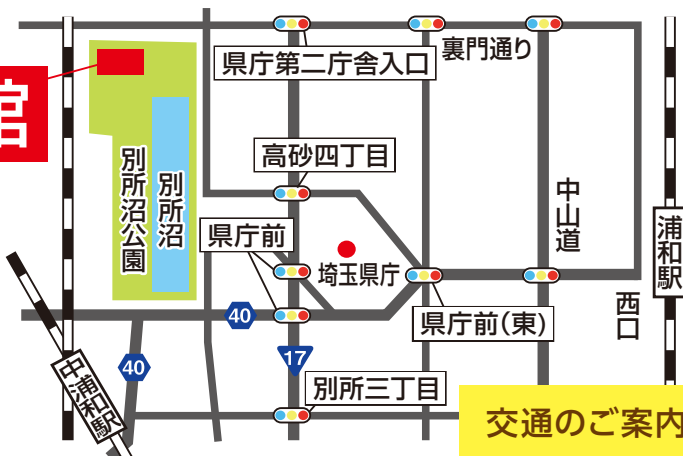 県庁第二庁舎入口
裏門通り
館
高砂四丁目
別所沼公園
別所沼
中山道
県庁前
埼玉県庁
浦和駅
西口
県庁前(東)
40
17
40
中浦和駅
別所三丁目
交通のご案内